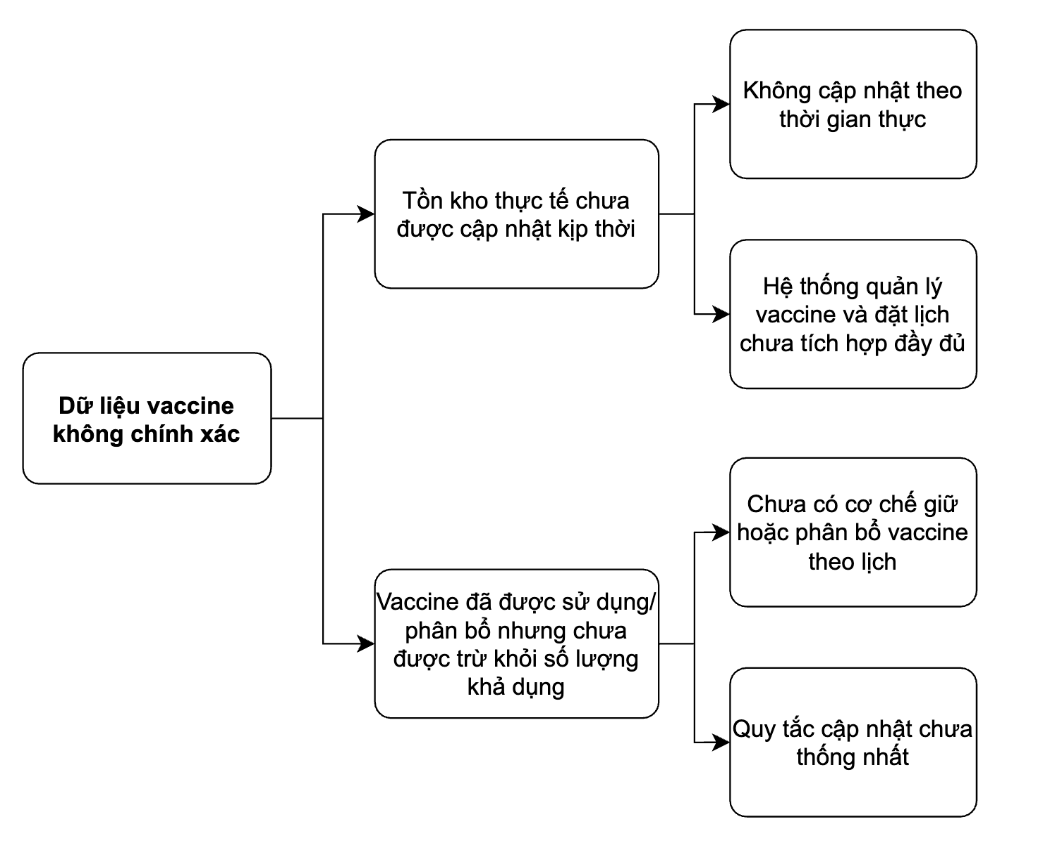 Dữ liệu vaccine
không chính xác
Tồn kho thực tế chưa
được cập nhật kịp thời
Không cập nhật theo
thời gian thực
Hệ thống quản lý
vaccine và đặt lịch
chưa tích hợp đầy đủ
Vaccine đã được sử dụng/
phân bổ nhưng chưa
được trừ khỏi số lượng
khả dụng
Chưa có cơ chế giữ
hoặc phân bổ vaccine
theo lịch
Quy tắc cập nhật chưa
thống nhất